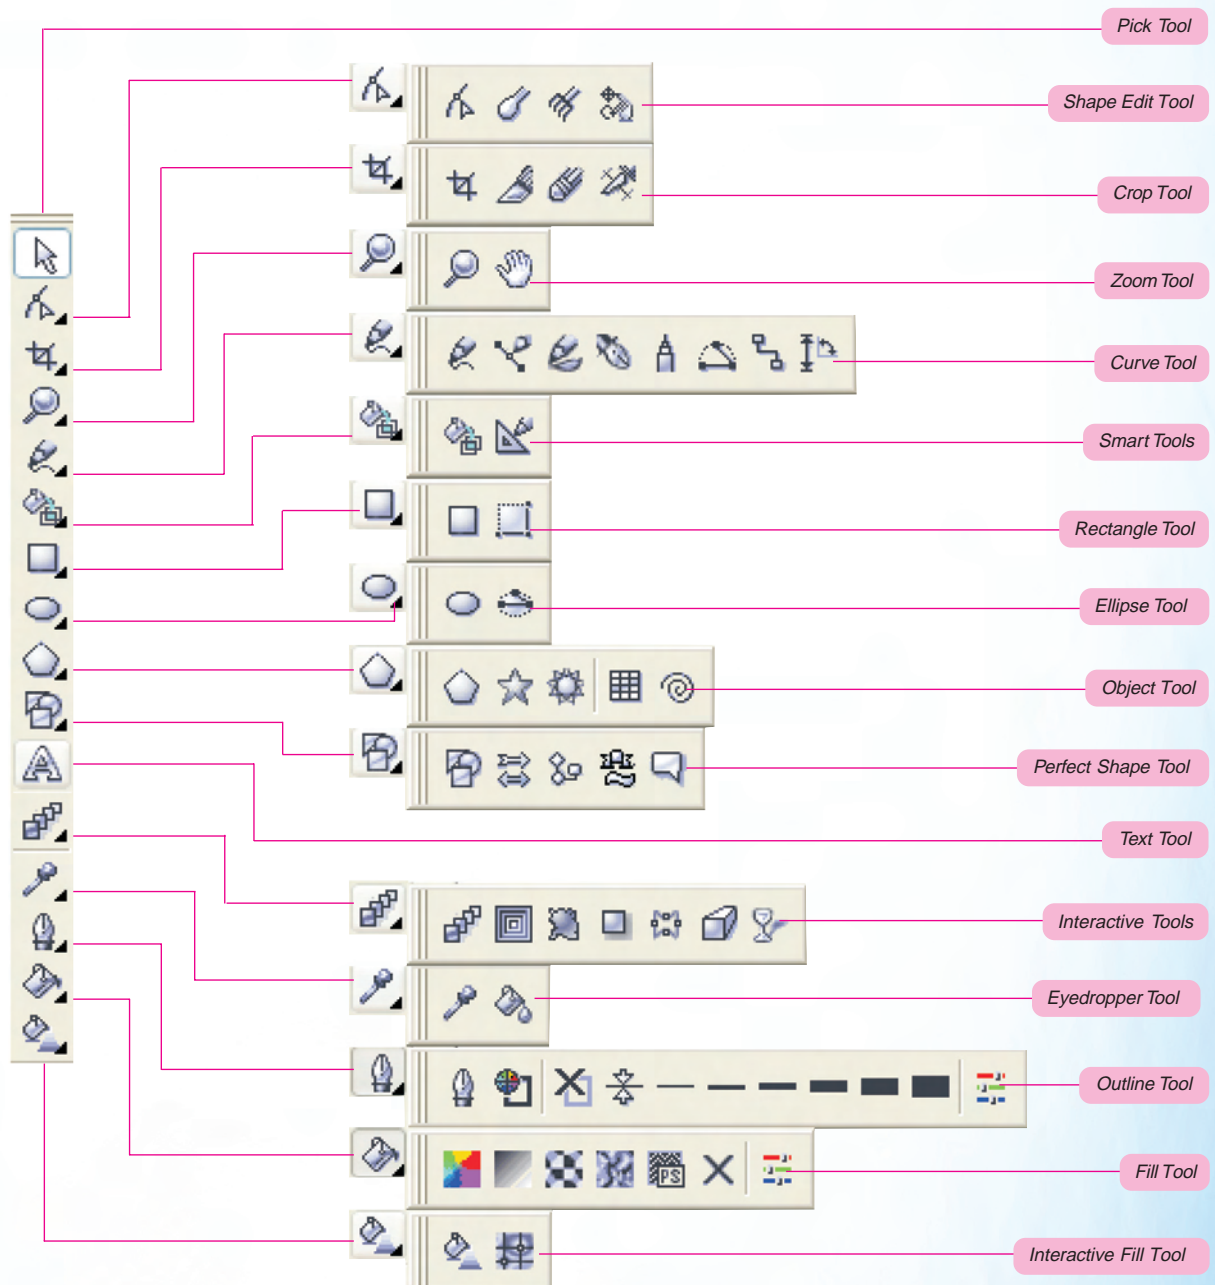 Pick Tool
Shape Edit Tool
Crop Tool
Zoom Tool
Curve Tool
Smart Tools
Rectangle Tool
Ellipse Tool
Object Tool
Perfect Shape Tool
Text Tool
Interactive Tools
Eyedropper Tool
Outline Tool
PS
Fill Tool
Interactive Fill Tool